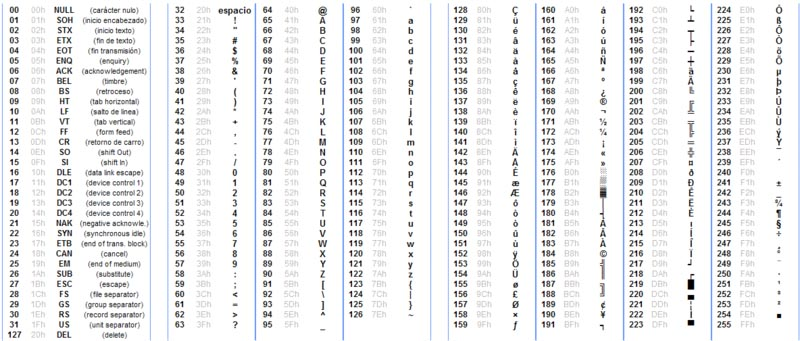 00 00h NULL (carácter nulo)
01 01h SOH (inicio encabezado)
02 02h STX (inicio texto)
03 03h ETX (fin de texto)
04 04h EOT (fin transmisión)
05 05h ENQ (enquiry)
06 06h ACK (acknowledgement)
07 07h BEL (timbre)
08 08h BS (retroceso)
09 09h HT (tab horizontal)
10 0Ah LF (salto de linea)
11 0Bh VT (tab vertical)
12 0Ch FF (form feed)
13 0Dh CR (retorno de carro)
14 0Eh SO (shift Out)
15 0Fh SI (shift In)
16 10h DLE (data link escape)
17 11h DC1 (device control 1)
18 12h DC2 (device control 2)
19 13h DC3 (device control 3)
20 14h DC4 (device control 4)
21 15h NAK (negative acknowle.)
22 16h SYN (synchronous idle)
23 17h ETB (end of trans. block)
24 18h CAN (cancel)
25 19h EM (end of medium)
26 1Ah SUB (substitute)
27 1Bh ESC (escape)
28 1Ch FS (file separator)
29 1Dh GS (group separator)
30 1Eh RS (record separator)
31 1Fh US (unit separator)
127 20h DEL (delete)
32 20h espacio
33 21h !
34 22h "
35 23h #
36 24h $
37 25h %
38 26h &
39 27h '
40 28h (
41 29h )
42 2Ah *
43 2Bh +
44 2Ch ,
45 2Dh -
46 2Eh .
47 2Fh /
48 30h 0
49 31h 1
50 32h 2
51 33h 3
52 34h 4
53 35h 5
54 36h 6
55 37h 7
56 38h 8
57 39h 9
58 3Ah :
59 3Bh ;
60 3Ch <
61 3Dh =
62 3Eh >
63 3Fh ?
64 40h @
65 41h A
66 42h B
67 43h C
68 44h D
69 45h E
70 46h F
71 47h G
72 48h H
73 49h I
74 4Ah J
75 4Bh K
76 4Ch L
77 4Dh M
78 4Eh N
79 4Fh O
80 50h P
81 51h Q
82 52h R
83 53h S
84 54h T
85 55h U
86 56h V
87 57h W
88 58h X
89 59h Y
90 5Ah Z
91 5Bh [
92 5Ch \
93 5Dh ]
94 5Eh ^
95 5Fh _
96 60h `
97 61h a
98 62h b
99 63h c
100 64h d
101 65h e
102 66h f
103 67h g
104 68h h
105 69h i
106 6Ah j
107 6Bh k
108 6Ch l
109 6Dh m
110 6Eh n
111 6Fh o
112 70h p
113 71h q
114 72h r
115 73h s
116 74h t
117 75h u
118 76h v
119 77h w
120 78h x
121 79h y
122 7Ah z
123 7Bh {
124 7Ch |
125 7Dh }
126 7Eh ~
128 80h Ç
129 81h ü
130 82h é
131 83h â
132 84h ä
133 85h à
134 86h å
135 87h ç
136 88h ê
137 89h ë
138 8Ah è
139 8Bh ï
140 8Ch î
141 8Dh ì
142 8Eh Ä
143 8Fh Å
144 90h É
145 91h æ
146 92h Æ
147 93h ô
148 94h ö
149 95h ò
150 96h û
151 97h ù
152 98h ÿ
153 99h Ö
154 9Ah Ü
155 9Bh ø
156 9Ch £
157 9Dh Ø
158 9Eh ×
159 9Fh ƒ
160 A0h á
161 A1h í
162 A2h ó
163 A3h ú
164 A4h ñ
165 A5h Ñ
166 A6h ª
167 A7h º
168 A8h ¿
169 A9h ®
170 AAh ¬
171 ABh ½
172 ACh ¼
173 ADh ¡
174 AEh «
175 AFh »
176 B0h ░
177 B1h ▒
178 B2h ▓
179 B3h │
180 B4h ┤
181 B5h Á
182 B6h Â
183 B7h À
184 B8h ©
185 B9h ╣
186 BAh ║
187 BBh ╗
188 BCh ╝
189 BDh ¢
190 BEh ¥
191 BFh ┐
192 C0h └
193 C1h ┴
194 C2h ┬
195 C3h ├
196 C4h ─
197 C5h ┼
198 C6h ã
199 C7h Ã
200 C8h ╚
201 C9h ╔
202 CAh ╩
203 CBh ╦
204 CCh ╠
205 CDh ═
206 CEh ╬
207 CFh ¤
208 D0h ð
209 D1h Ð
210 D2h Ê
211 D3h Ë
212 D4h È
213 D5h ı
214 D6h Í
215 D7h Î
216 D8h Ï
217 D9h ┘
218 DAh ┌
219 DBh █
220 DCh ▄
221 DDh ¦
222 DEh Ì
223 DFh ▀
224 E0h Ó
225 E1h ß
226 E2h Ô
227 E3h Ò
228 E4h õ
229 E5h Õ
230 E6h µ
231 E7h þ
232 E8h Þ
233 E9h Ú
234 EAh Û
235 EBh Ù
236 ECh ý
237 EDh Ý
238 EEh ¯
239 EFh ´
240 F0h
241 F1h ±
242 F2h
243 F3h ¾
244 F4h ¶
245 F5h §
246 F6h ÷
247 F7h ¸
248 F8h °
249 F9h ¨
250 FAh ·
251 FBh ¹
252 FCh ³
253 FDh ²
254 FEh ■
255 FFh